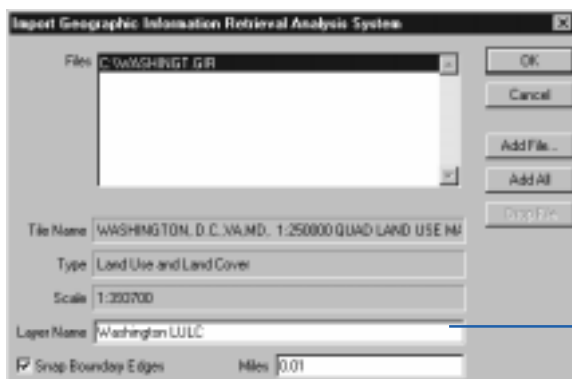 Import Geographic Information Retrieval Analysis System
Files C:\WASHINGT.GIR
OK
Cancel
Add File...
Add All
Drop File
Tile Name WASHINGTON, D.C.,VA,MD, 1:250000 QUAD LAND USE MA
Type Land Use and Land Cover
Scale 1:393700
Layer Name Washington LULC
Snap Boundary Edges Miles 0.01